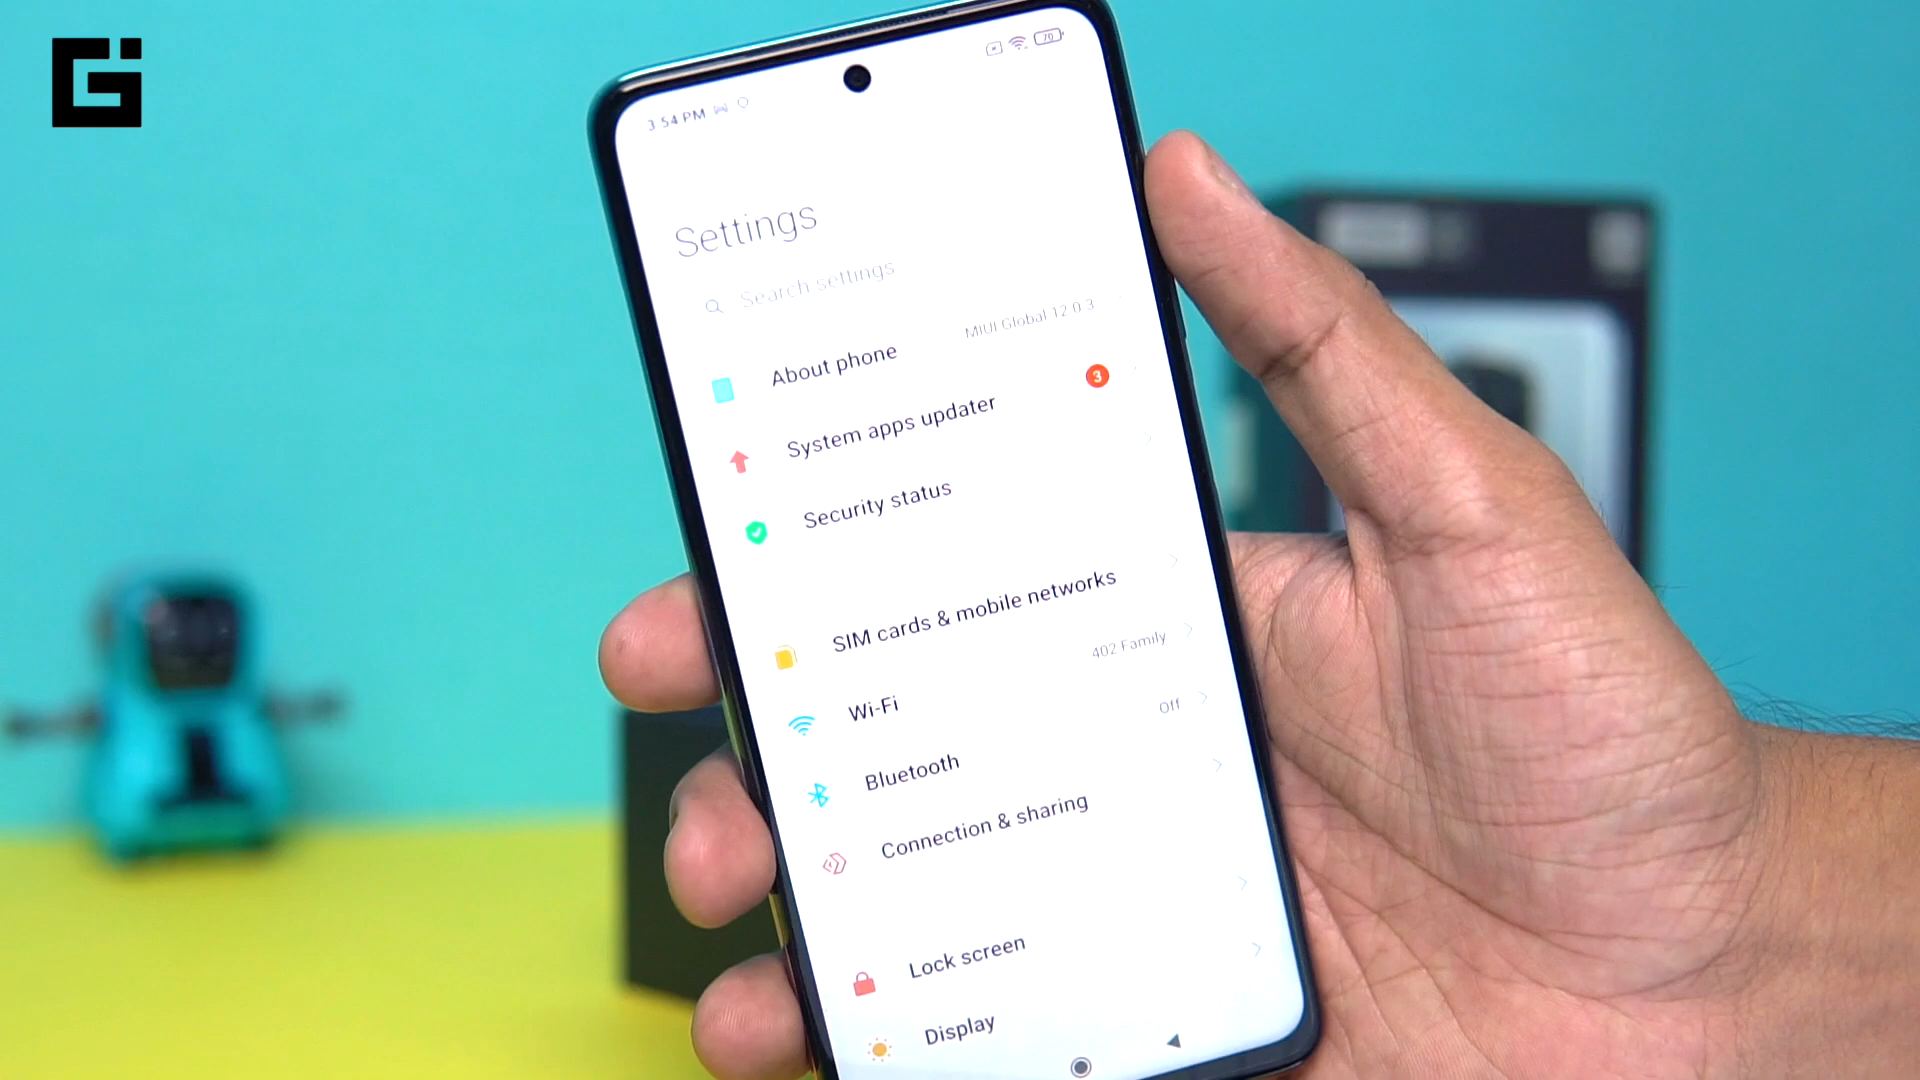 3:54 PM
70
Settings
Search settings
About phone
MIUI Global 12.0.3
System apps updater
3
Security status
SIM cards & mobile networks
Wi-Fi
402 Family
Bluetooth
Off
Connection & sharing
Lock screen
Display